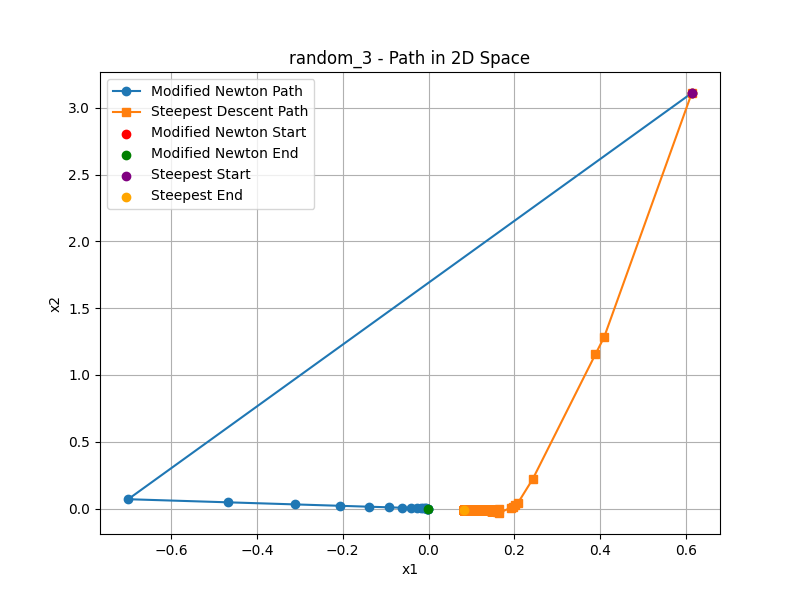 random_3 - Path in 2D Space
Modified Newton Path
Steepest Descent Path
Modified Newton Start
Modified Newton End
Steepest Start
Steepest End
x2
3.0
2.5
2.0
1.5
1.0
0.5
0.0
−0.6 −0.4 −0.2 0.0 0.2 0.4 0.6
x1